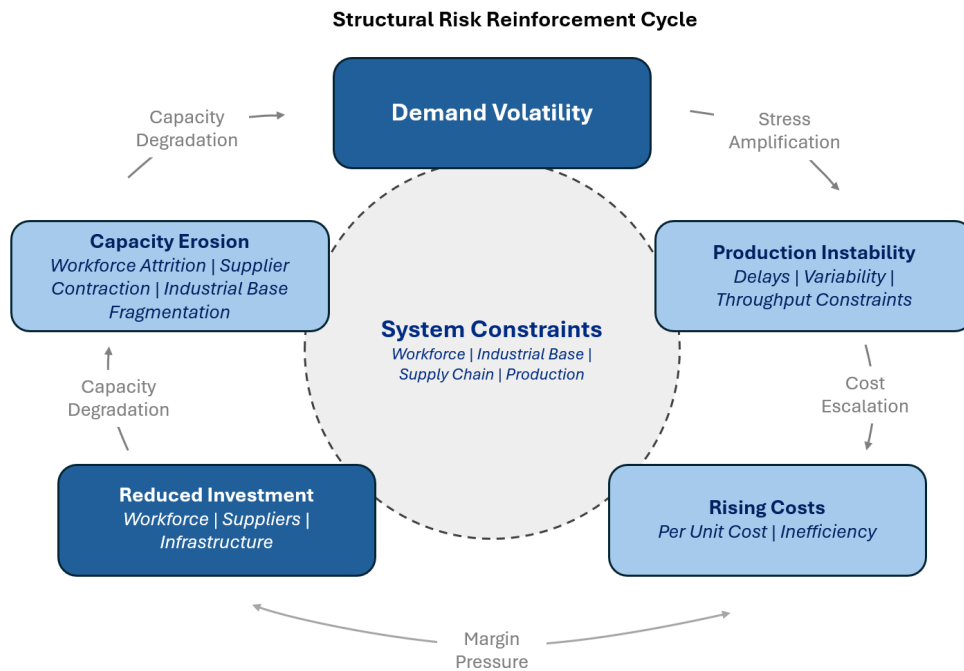 Structural Risk Reinforcement Cycle
Demand Volatility
Capacity
Degradation
Stress
Amplification
Capacity Erosion
Workforce Attrition | Supplier
Contraction | Industrial Base
Fragmentation
Production Instability
Delays | Variability |
Throughput Constraints
System Constraints
Workforce | Industrial Base |
Supply Chain | Production
Capacity
Degradation
Cost
Escalation
Reduced Investment
Workforce | Suppliers |
Infrastructure
Rising Costs
Per Unit Cost | Inefficiency
Margin
Pressure